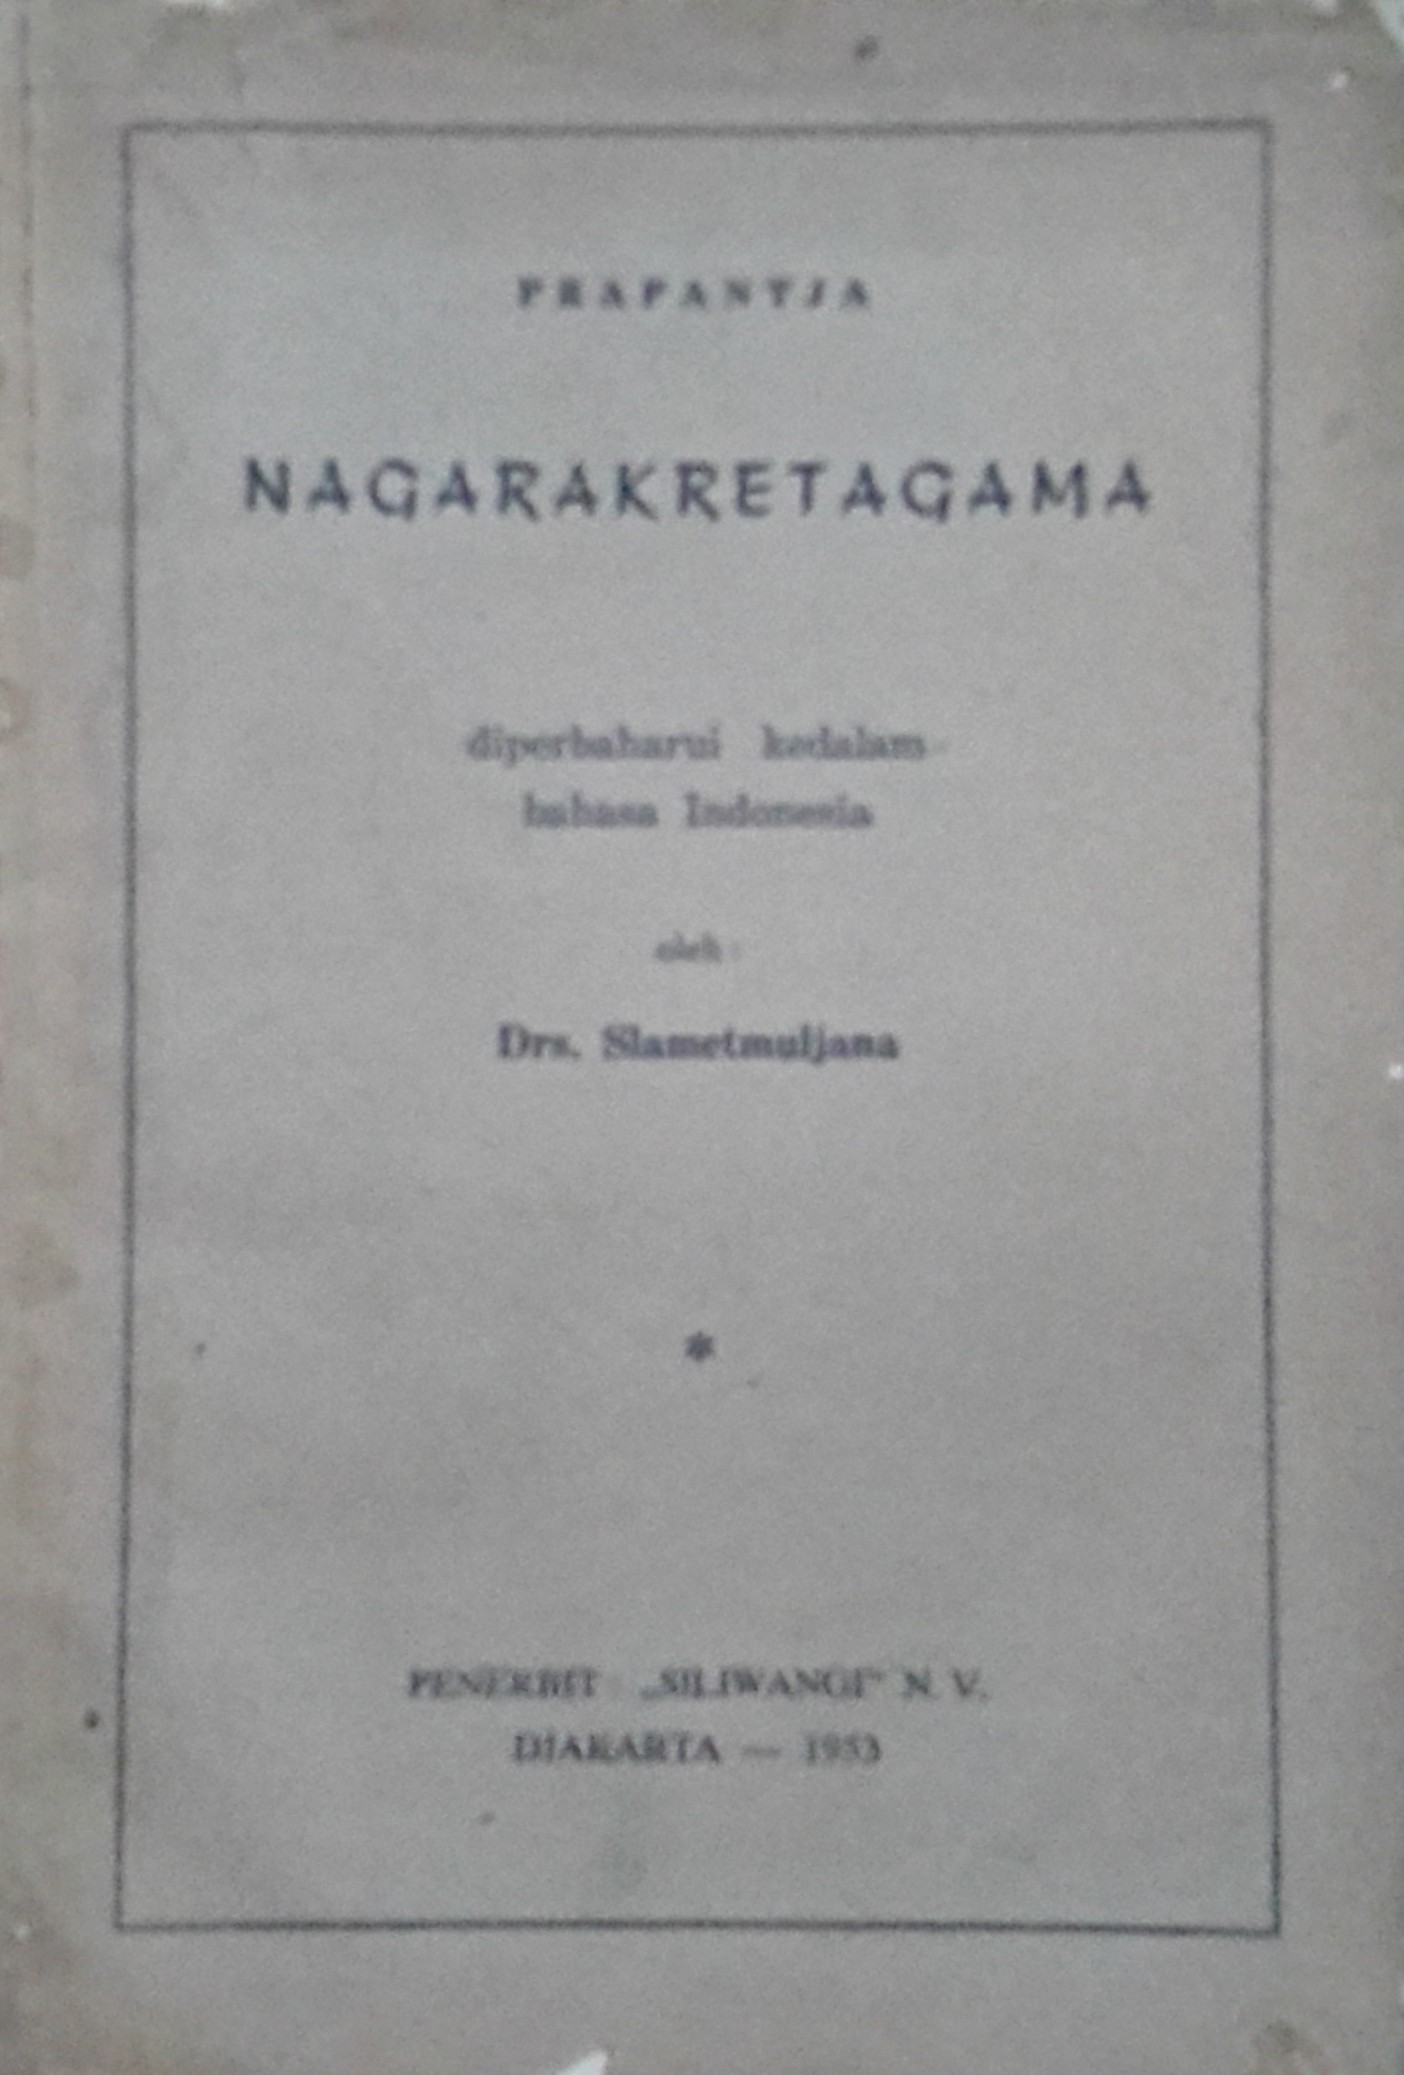 PRAPANTJA
NAGARAKRETAGAMA
diperbaharui kedalam
bahasa Indonesia
oleh :
Drs. Slametmuljana
*
PENERBIT „SILIWANGI” N. V.
DJAKARTA — 1953